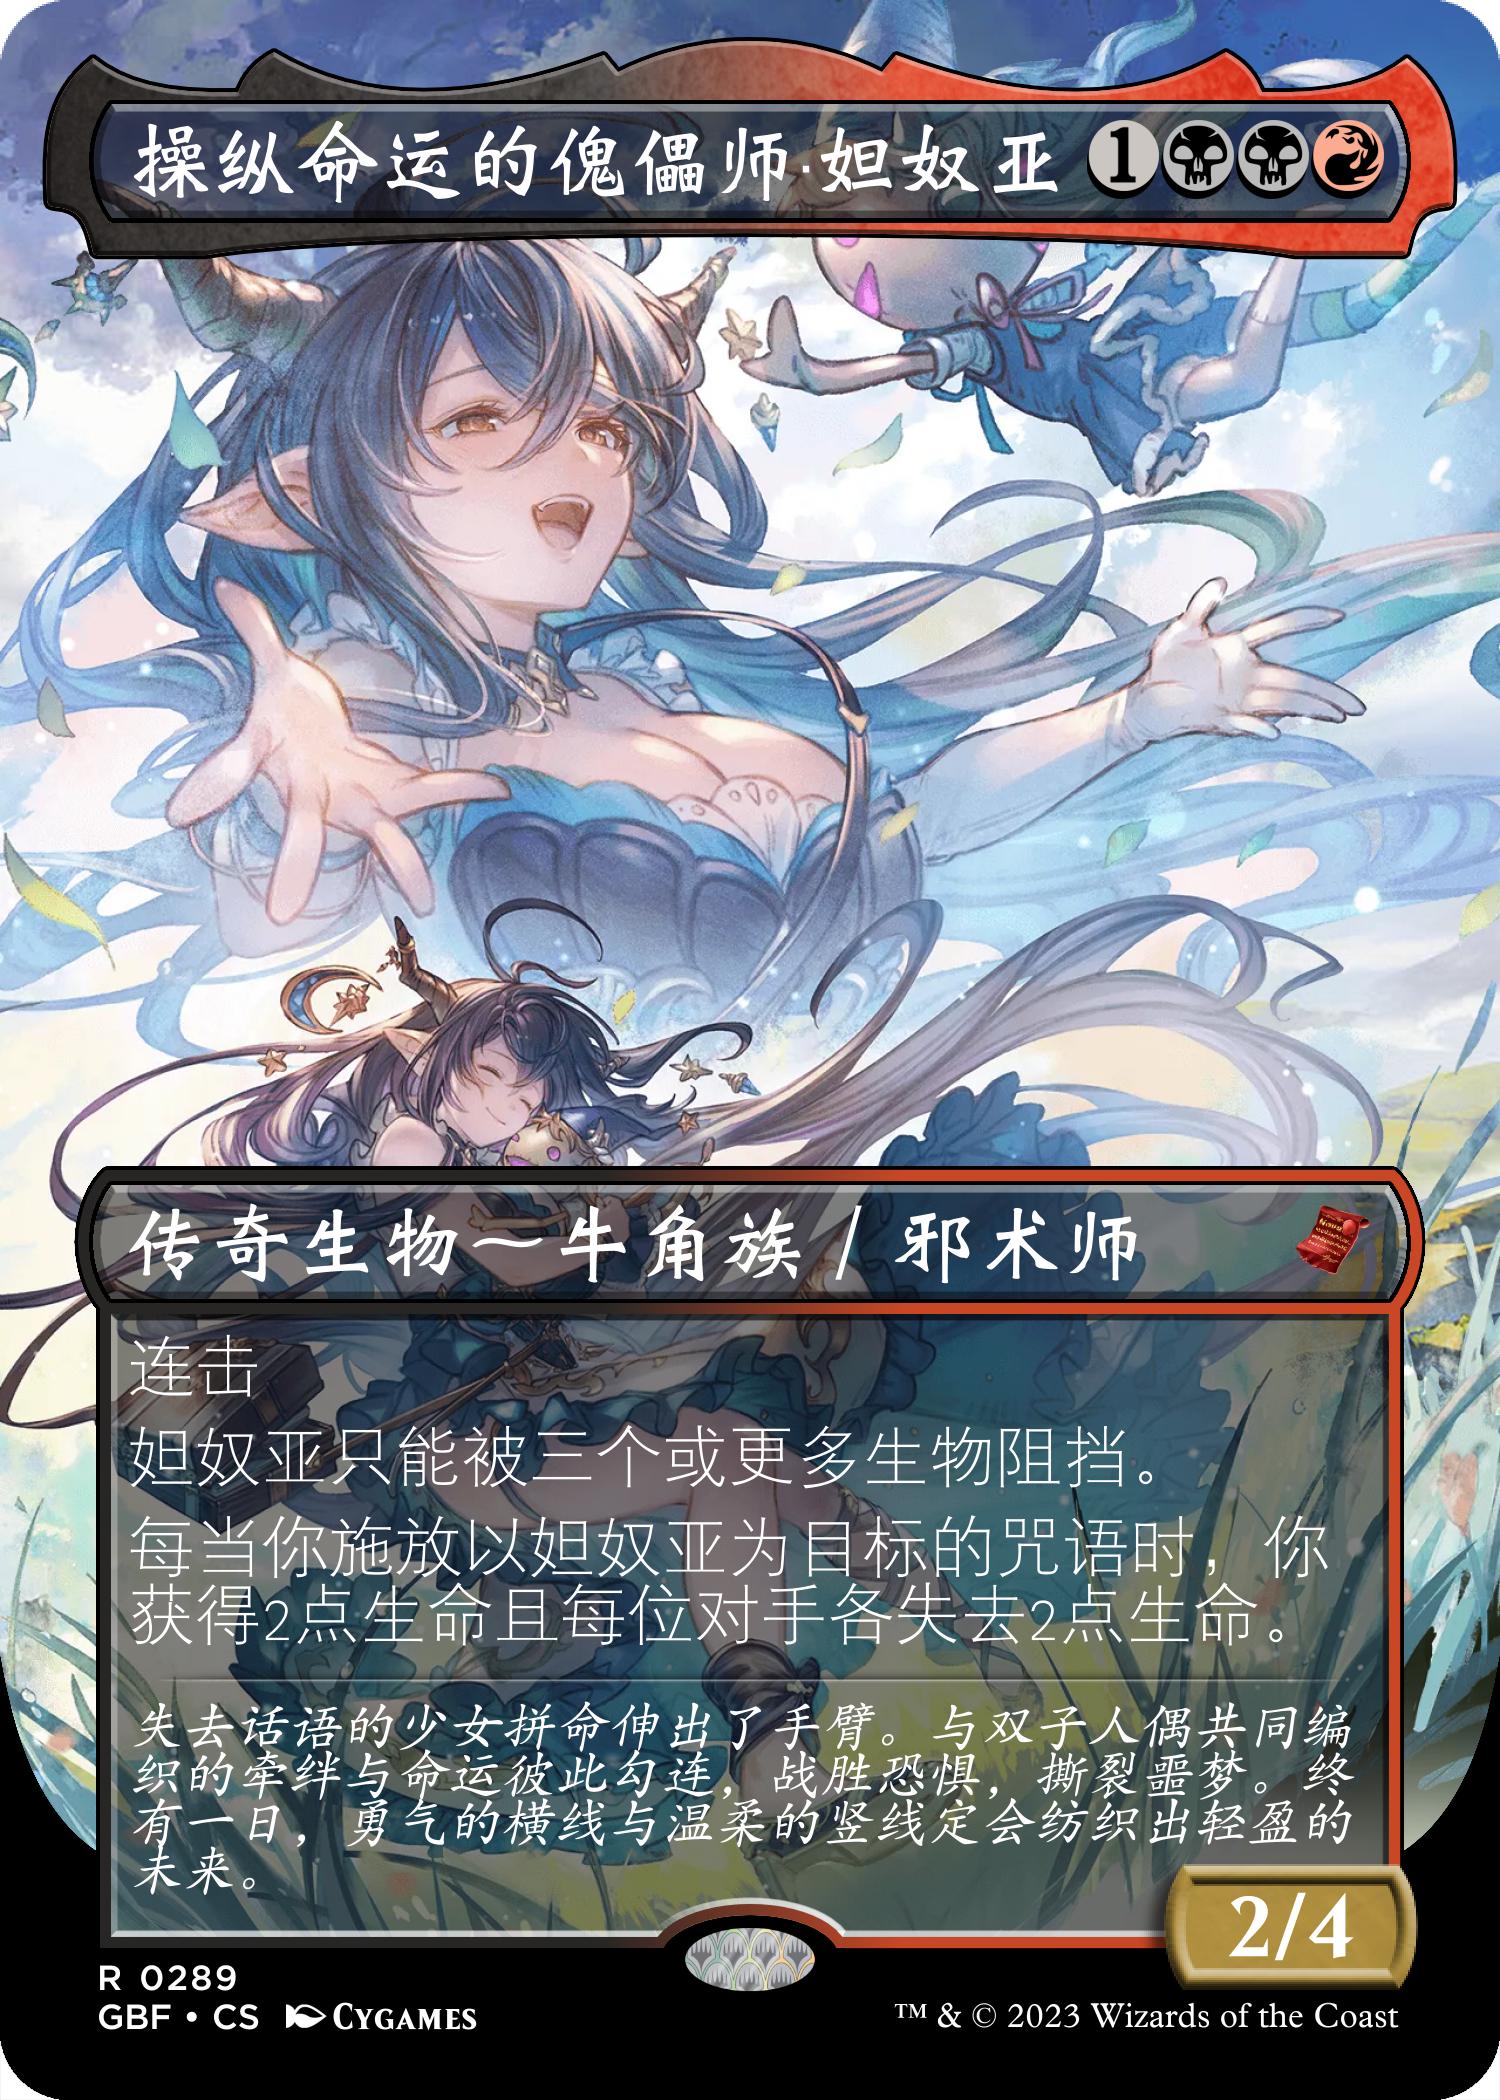 操纵命运的傀儡师·妲奴亚 1
传奇生物～牛角族 / 邪术师
连击
妲奴亚只能被三个或更多生物阻挡。
每当你施放以妲奴亚为目标的咒语时，你
获得2点生命且每位对手各失去2点生命。
失去话语的少女拼命伸出了手臂。与双子人偶共同编
织的牵绊与命运彼此勾连，战胜恐惧，撕裂噩梦。终
有一日，勇气的横线与温柔的竖线定会纺织出轻盈的
未来。
2/4
R 0289
GBF • CS CYGAMES
™ & © 2023 Wizards of the Coast